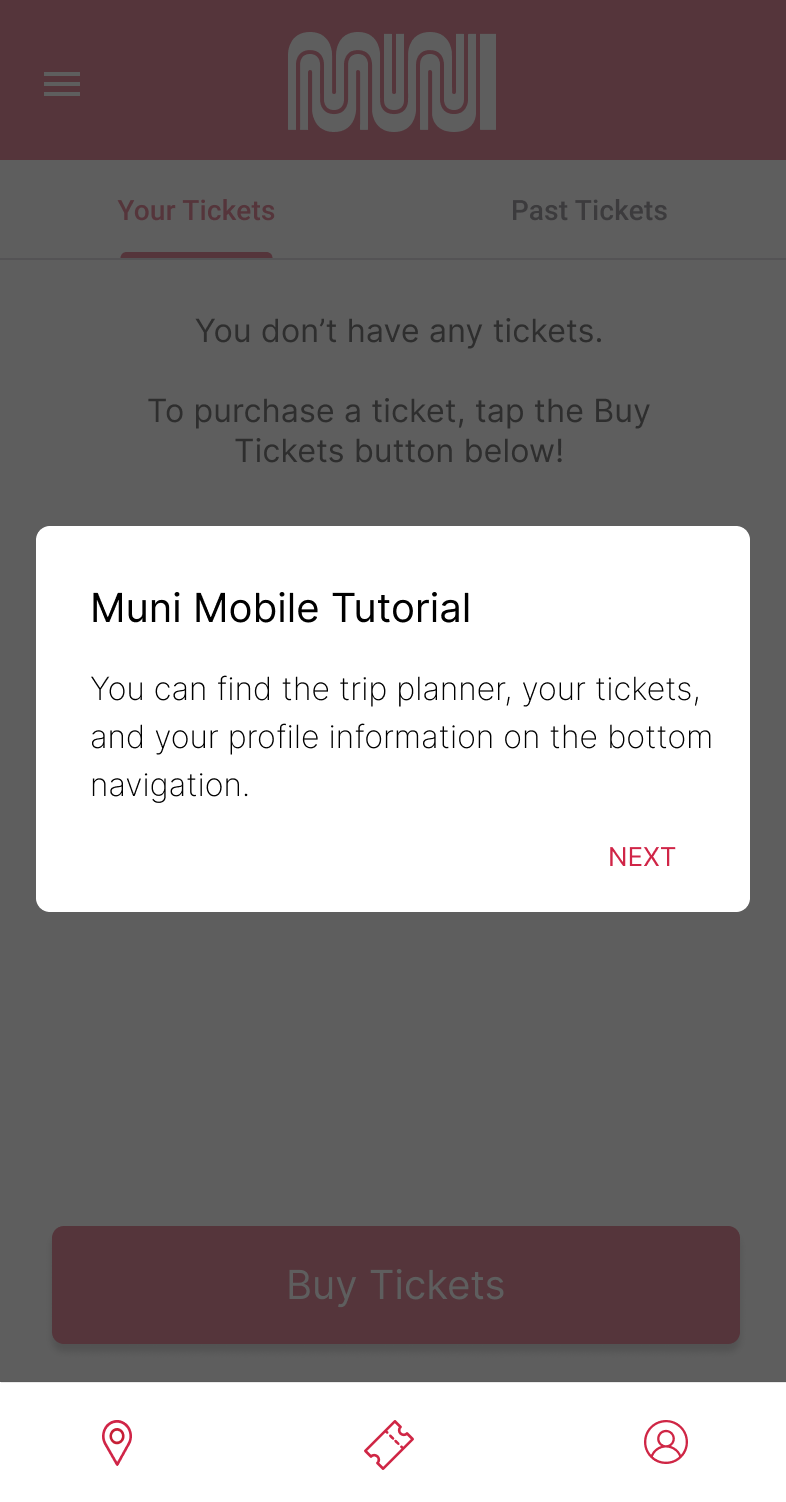 MUNI
Your Tickets
Past Tickets
You don’t have any tickets.
To purchase a ticket, tap the Buy
Tickets button below!
Muni Mobile Tutorial
You can find the trip planner, your tickets,
and your profile information on the bottom
navigation.
NEXT
Buy Tickets